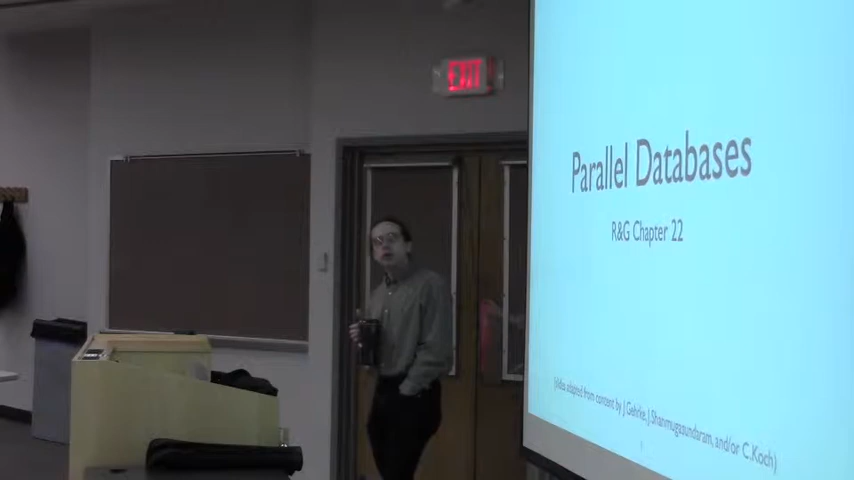 EXIT
Parallel Databases
R&G Chapter 22
(slides adapted from content by J.Gehrke, J.Shanmugasundaram, and/or C.Koch)